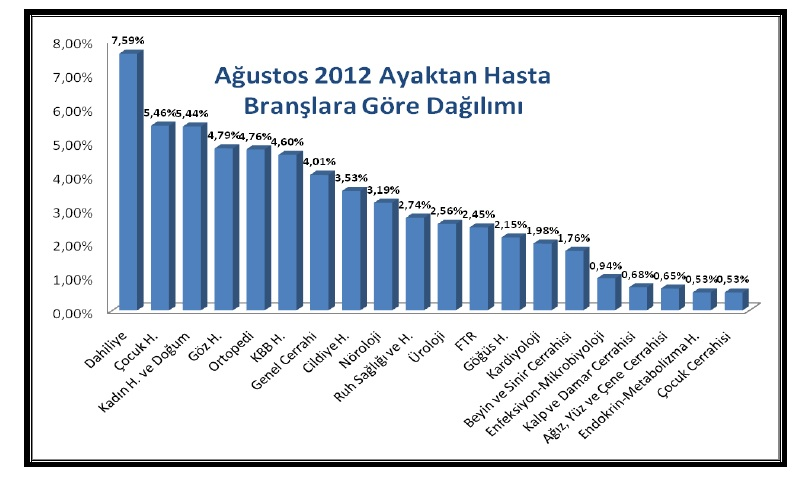 Ağustos 2012 Ayaktan Hasta
Branşlara Göre Dağılımı
8,00%
7,00%
6,00%
5,00%
4,00%
3,00%
2,00%
1,00%
0,00%
7,59%
5,46%
5,44%
4,79%
4,76%
4,60%
4,01%
3,53%
3,19%
2,74%
2,56%
2,45%
2,15%
1,98%
1,76%
0,94%
0,68%
0,65%
0,53%
0,53%
Dahiliye
Çocuk H.
Kadın H. ve Doğum
Göz H.
Ortopedi
KBB H.
Genel Cerrahi
Cildiye H.
Nöroloji
Ruh Sağlığı ve H.
Üroloji
FTR
Göğüs H.
Kardiyoloji
Beyin ve Sinir Cerrahisi
Enfeksiyon-Mikrobiyoloji
Kalp ve Damar Cerrahisi
Ağız, Yüz ve Çene Cerrahisi
Endokrin-Metabolizma H.
Çocuk Cerrahisi